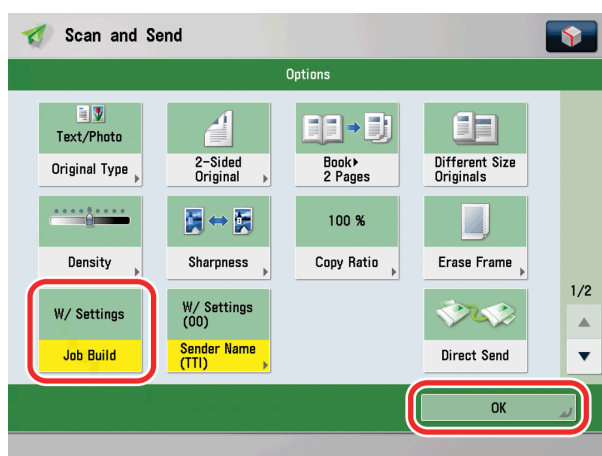 Scan and Send
Options
Text/Photo
Original Type
2-Sided
Original
Book▸
2 Pages
Different Size
Originals
Density
Sharpness
100 %
Copy Ratio
Erase Frame
W/ Settings
Job Build
W/ Settings
(00)
Sender Name
(TTI)
Direct Send
1/2
OK